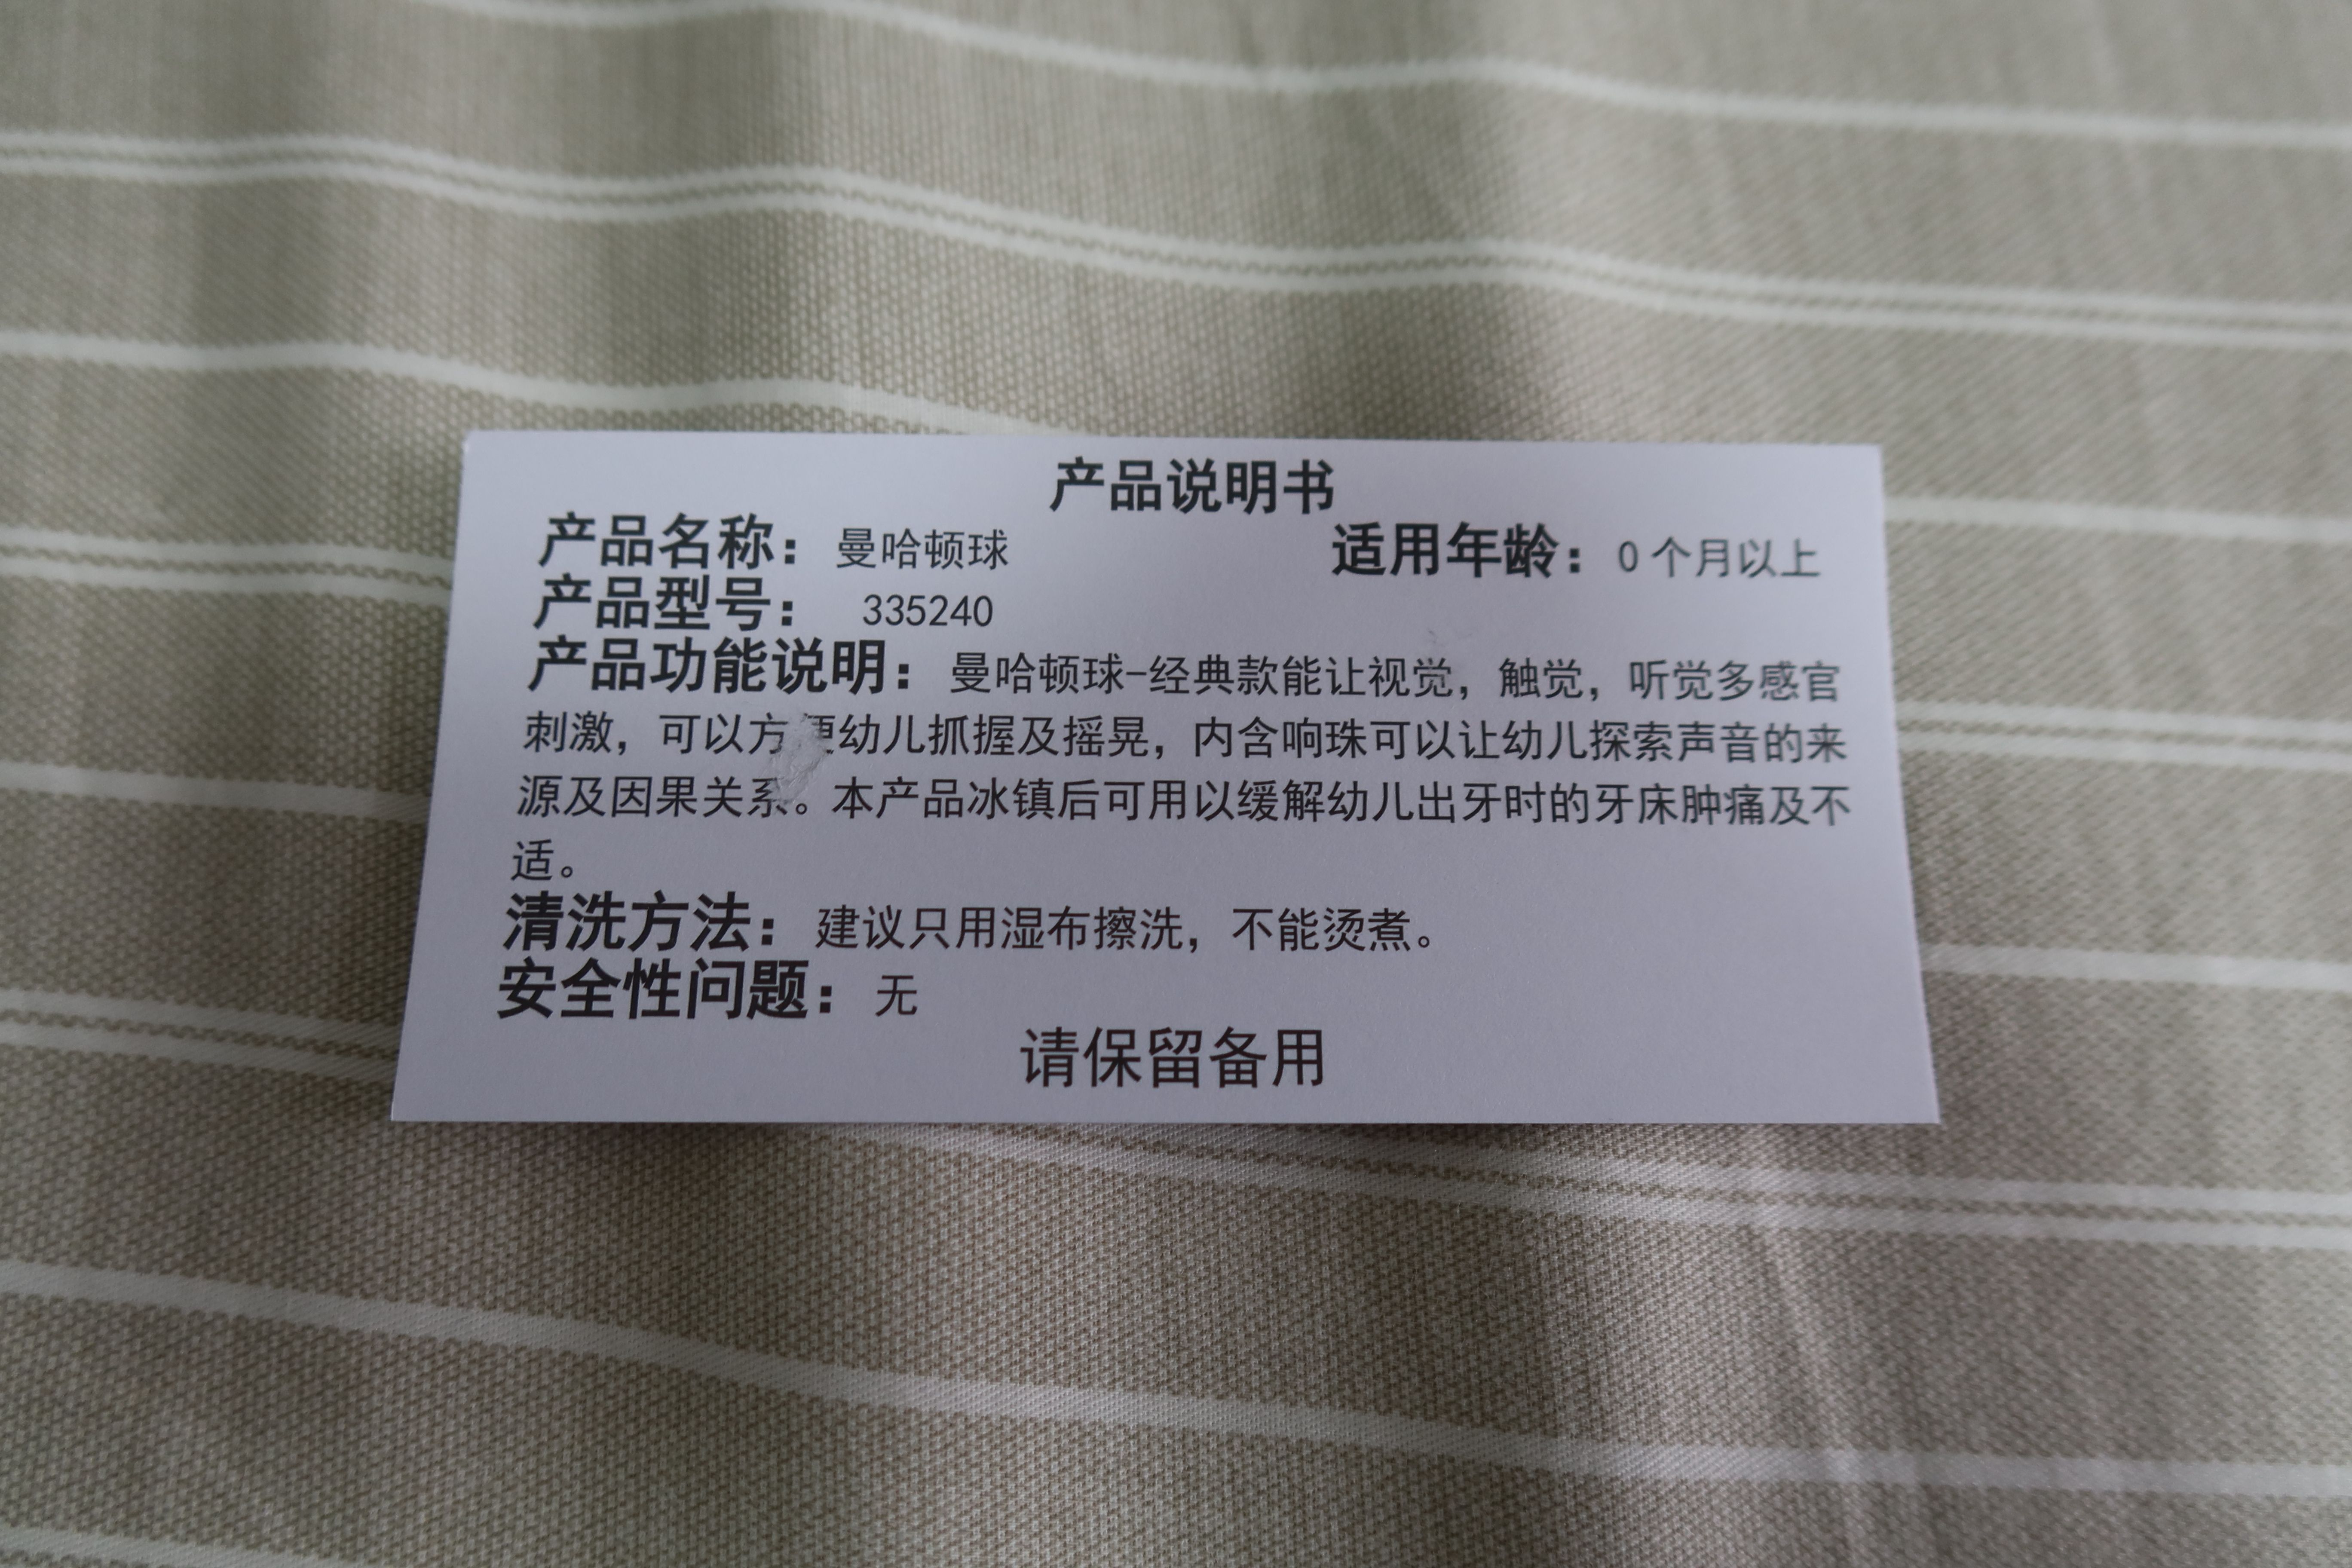 产品说明书
产品名称：曼哈顿球 适用年龄：0个月以上
产品型号： 335240
产品功能说明：曼哈顿球-经典款能让视觉，触觉，听觉多感官
刺激，可以方便幼儿抓握及摇晃，内含响珠可以让幼儿探索声音的来
源及因果关系。本产品冰镇后可用以缓解幼儿出牙时的牙床肿痛及不
适。
清洗方法：建议只用湿布擦洗，不能烫煮。
安全性问题：无
请保留备用